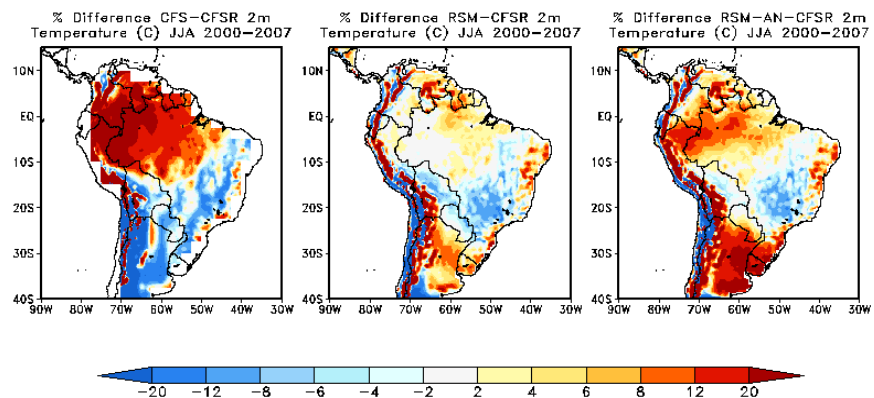 % Difference CFS-CFSR 2m
Temperature (C) JJA 2000-2007
% Difference RSM-CFSR 2m
Temperature (C) JJA 2000-2007
% Difference RSM-AN-CFSR 2m
Temperature (C) JJA 2000-2007
10N
EQ
10S
20S
30S
40S
90W 80W 70W 60W 50W 40W 30W
10N
EQ
10S
20S
30S
40S
90W 80W 70W 60W 50W 40W 30W
10N
EQ
10S
20S
30S
40S
90W 80W 70W 60W 50W 40W 30W
-20 -12 -8 -6 -4 -2 2 4 6 8 12 20